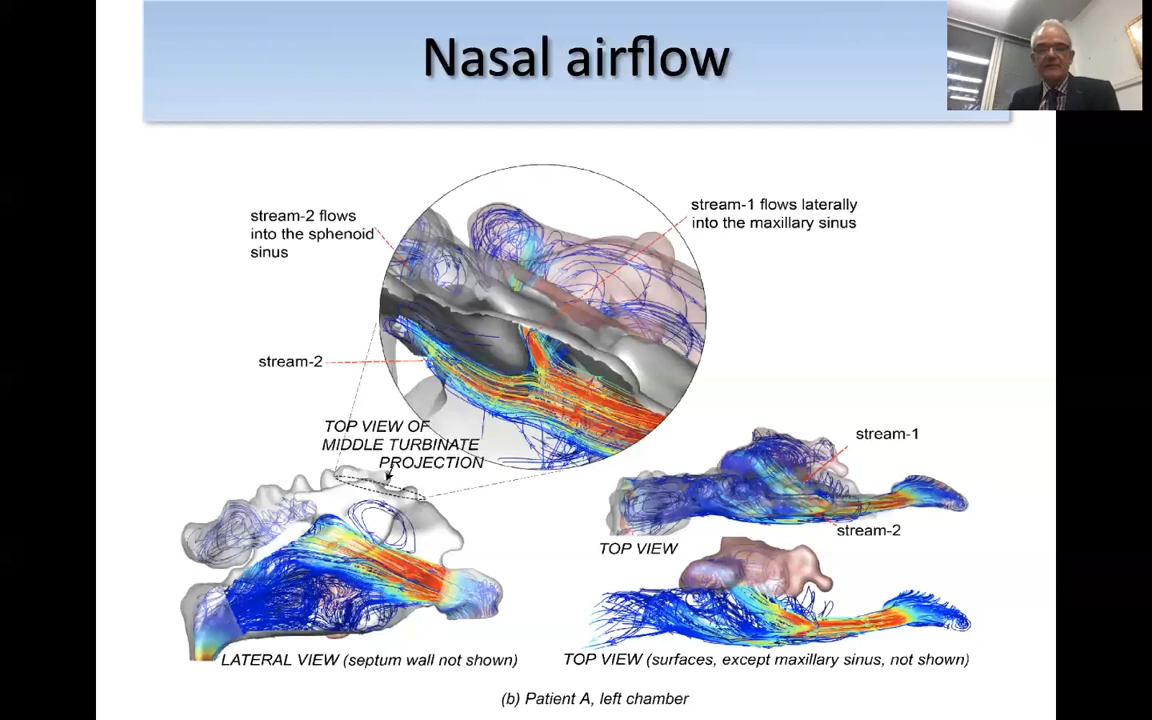 Nasal airflow
stream-2 flows
into the sphenoid
sinus
stream-1 flows laterally
into the maxillary sinus
stream-2
TOP VIEW OF
MIDDLE TURBINATE
PROJECTION
stream-1
stream-2
TOP VIEW
LATERAL VIEW (septum wall not shown)
TOP VIEW (surfaces, except maxillary sinus, not shown)
(b) Patient A, left chamber